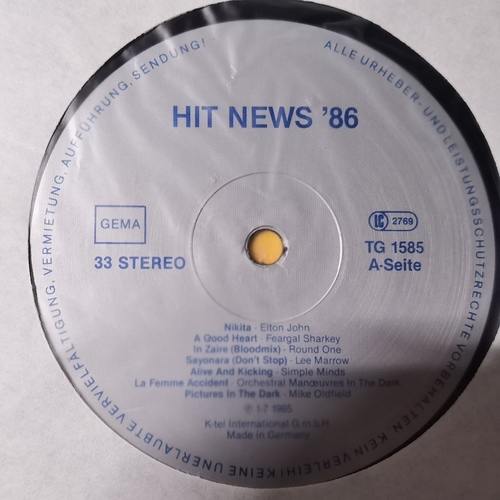 ALLE URHEBER- UND LEISTUNGSSCHUTZRECHTE VORBEHALTEN KEIN VERLEIH! KEINE UNERLAUBTE VERVIELFÄLTIGUNG, VERMIETUNG, AUFFÜHRUNG, SENDUNG!
HIT NEWS '86
GEMA
LC 2769
33 STEREO
TG 1585
A-Seite
Nikita · Elton John
A Good Heart · Feargal Sharkey
In Zaire (Bloodmix) · Round One
Sayonara (Don't Stop) · Lee Marrow
Alive And Kicking · Simple Minds
La Femme Accident · Orchestral Manœuvres In The Dark
Pictures In The Dark · Mike Oldfield
℗ 1-7 1985
K-tel International G.m.b.H.
Made in Germany